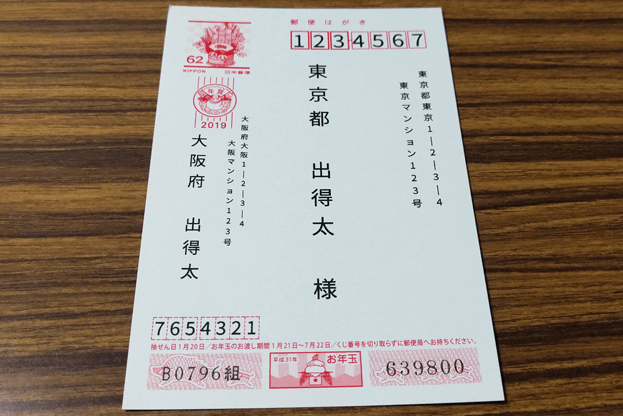 郵便はがき
1234567
東京都東京1―2―3―4
東京マンション123号
東京都 出得太 様
62
NIPPON 日本郵便
2019
大阪府大阪1―2―3―4
大阪マンション123号
大阪府 出得太
7654321
抽せん日1月20日/お年玉のお渡し期間1月21日~7月22日/くじ番号を切り取らずに郵便局へお持ちください。
B0796組
平成31年
お年玉
639800